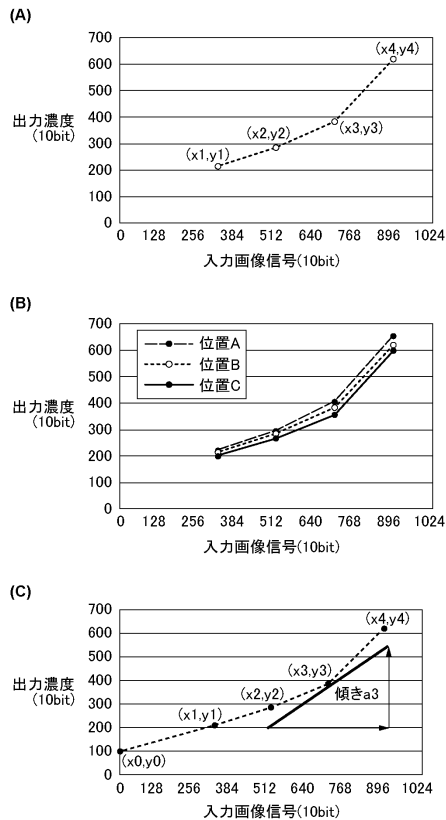 (A)
700
600
500
400
300
200
100
0
出力濃度
(10bit)
(x1,y1)
(x2,y2)
(x3,y3)
(x4,y4)
0 128 256 384 512 640 768 896 1024
入力画像信号(10bit)
(B)
700
600
500
400
300
200
100
0
出力濃度
(10bit)
位置A
位置B
位置C
0 128 256 384 512 640 768 896 1024
入力画像信号(10bit)
(C)
700
600
500
400
300
200
100
0
出力濃度
(10bit)
(x0,y0)
(x1,y1)
(x2,y2)
(x3,y3)
(x4,y4)
傾きa3
0 128 256 384 512 640 768 896 1024
入力画像信号(10bit)